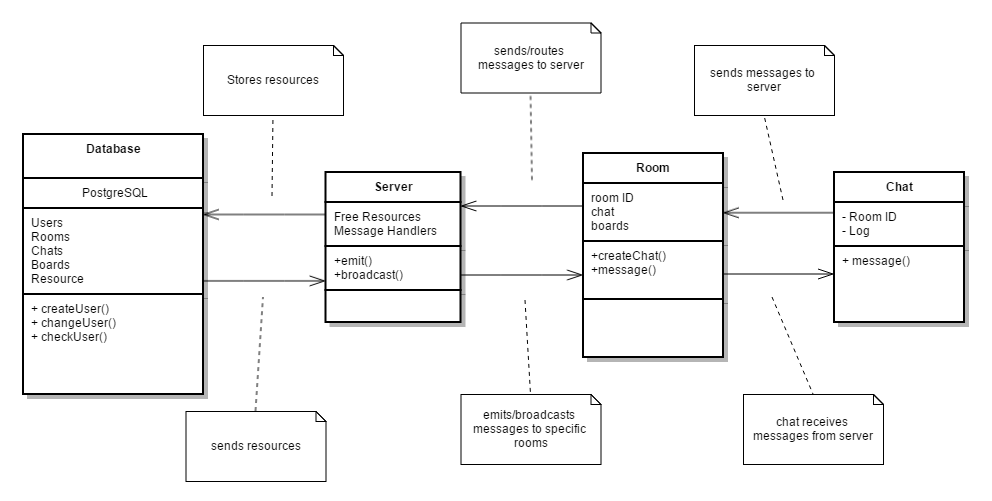 sends/routes
messages to server
Stores resources
sends messages to
server
Database
PostgreSQL
Users
Rooms
Chats
Boards
Resource
+ createUser()
+ changeUser()
+ checkUser()
Server
Free Resources
Message Handlers
+emit()
+broadcast()
Room
room ID
chat
boards
+createChat()
+message()
Chat
- Room ID
- Log
+ message()
sends resources
emits/broadcasts
messages to specific
rooms
chat receives
messages from server